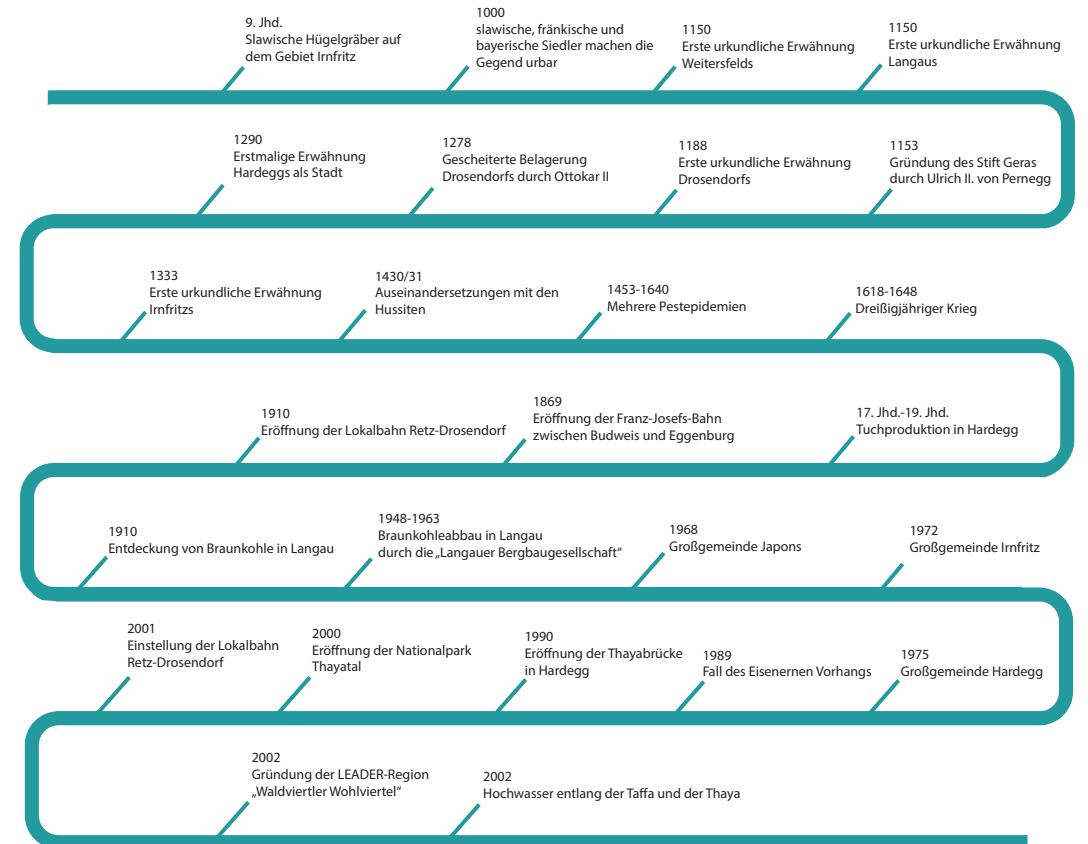 9. Jhd.
Slawische Hügelgräber auf
dem Gebiet Irnfritz
1000
slawische, fränkische und
bayerische Siedler machen die
Gegend urbar
1150
Erste urkundliche Erwähnung
Weitersfelds
1150
Erste urkundliche Erwähnung
Langaus
1290
Erstmalige Erwähnung
Hardeggs als Stadt
1278
Gescheiterte Belagerung
Drosendorfs durch Ottokar II
1188
Erste urkundliche Erwähnung
Drosendorfs
1153
Gründung des Stift Geras
durch Ulrich II. von Pernegg
1333
Erste urkundliche Erwähnung
Irnfritzs
1430/31
Auseinandersetzungen mit den
Hussiten
1453-1640
Mehrere Pestepidemien
1618-1648
Dreißigjähriger Krieg
1910
Eröffnung der Lokalbahn Retz-Drosendorf
1869
Eröffnung der Franz-Josefs-Bahn
zwischen Budweis und Eggenburg
17. Jhd.-19. Jhd.
Tuchproduktion in Hardegg
1910
Entdeckung von Braunkohle in Langau
1948-1963
Braunkohleabbau in Langau
durch die „Langauer Bergbaugesellschaft“
1968
Großgemeinde Japons
1972
Großgemeinde Irnfritz
2001
Einstellung der Lokalbahn
Retz-Drosendorf
2000
Eröffnung der Nationalpark
Thayatal
1990
Eröffnung der Thayabrücke
in Hardegg
1989
Fall des Eisenernen Vorhangs
1975
Großgemeinde Hardegg
2002
Gründung der LEADER-Region
„Waldviertler Wohlviertel“
2002
Hochwasser entlang der Taffa und der Thaya